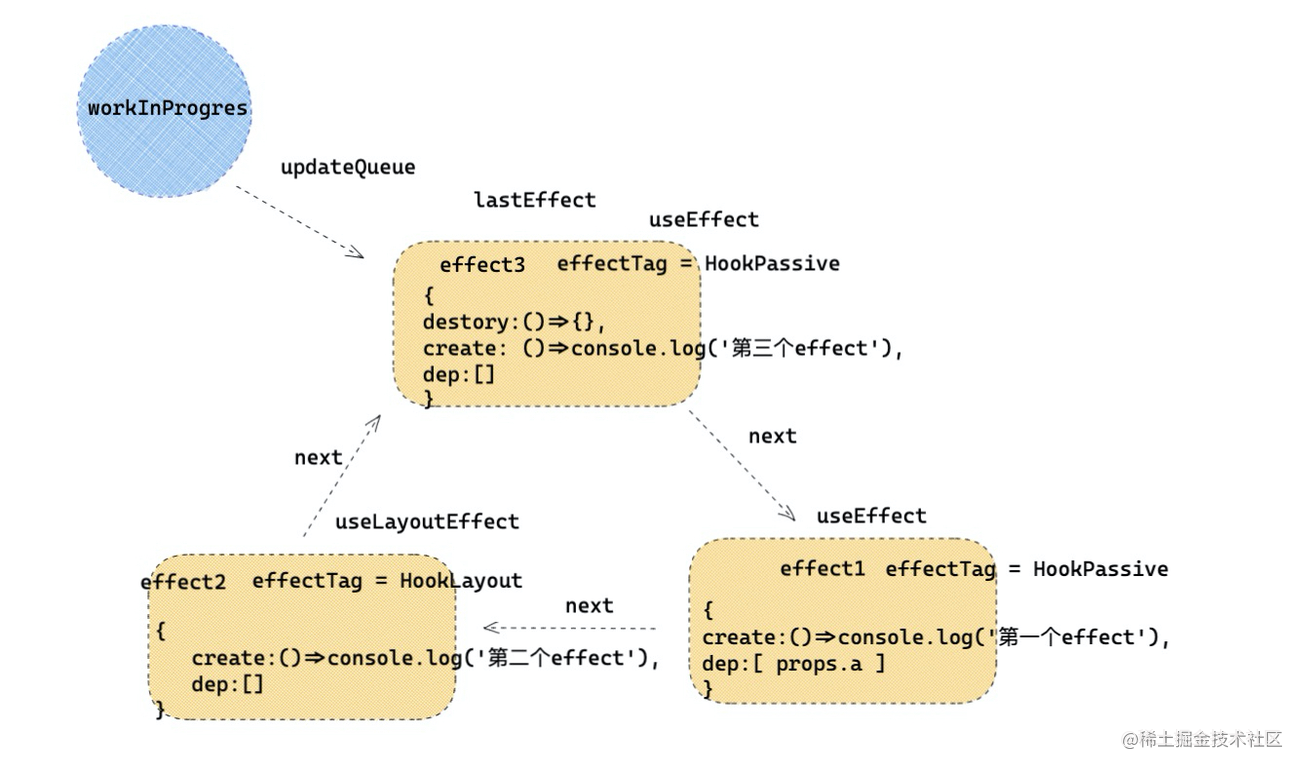 workInProgres
updateQueue
lastEffect
useEffect
effect3 effectTag = HookPassive
{
destory:()=>{},
create: ()=>console.log('第三个effect'),
dep:[]
}
next
next
useLayoutEffect
useEffect
effect2 effectTag = HookLayout
{
create:()=>console.log('第二个effect'),
dep:[]
}
next
effect1 effectTag = HookPassive
{
create:()=>console.log('第一个effect'),
dep:[ props.a ]
}
@稀土掘金技术社区